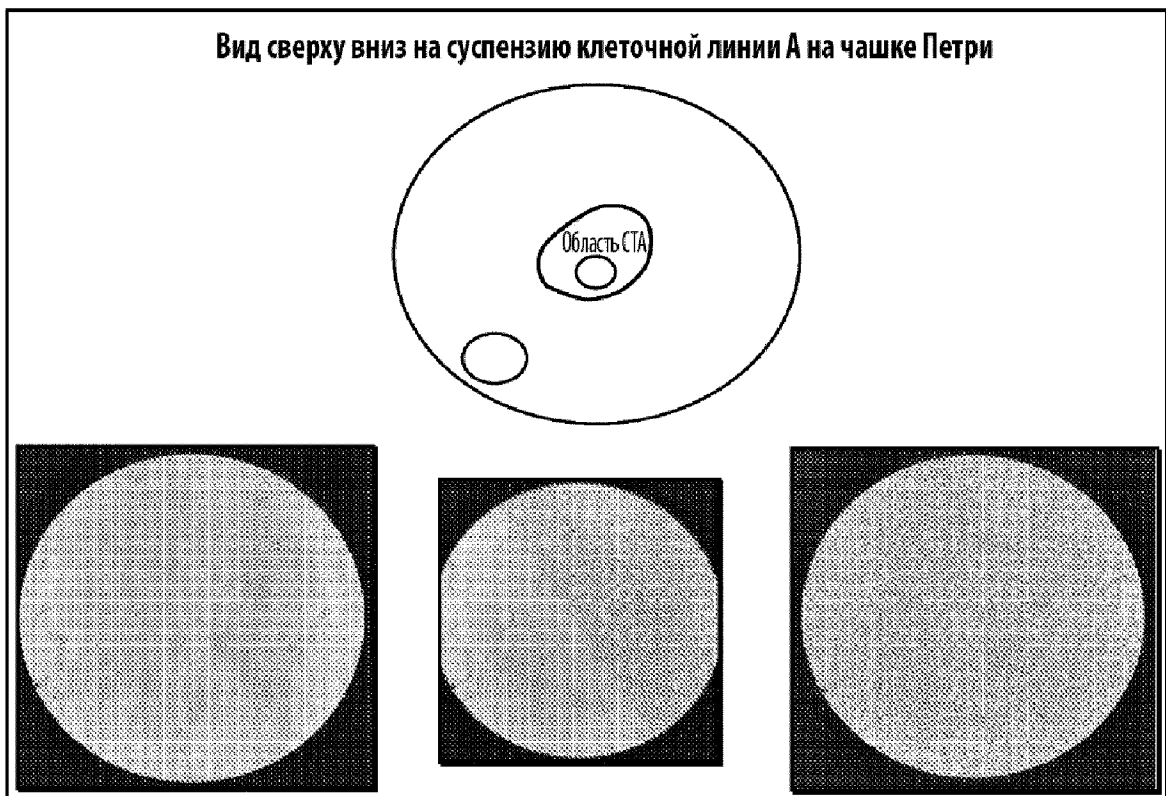 Вид сверху вниз на суспензию клеточной линии А на чашке Петри
Область СТА